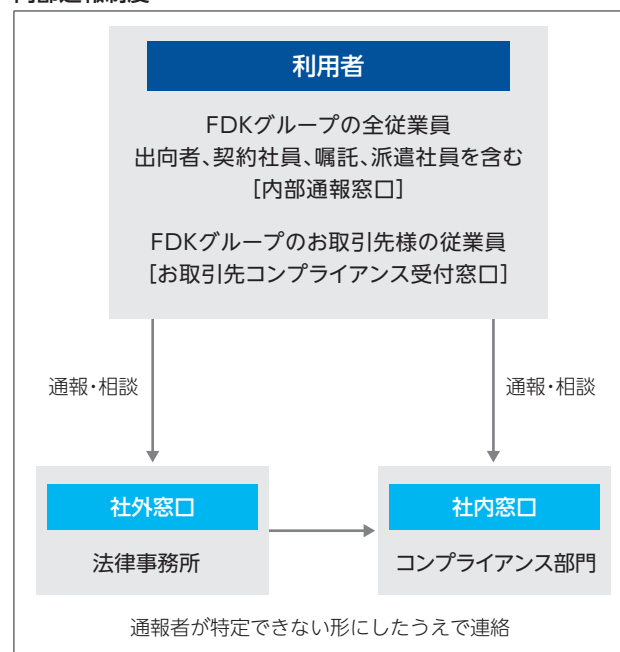 利用者
FDKグループの全従業員
出向者、契約社員、嘱託、派遣社員を含む
[内部通報窓口]
FDKグループのお取引先様の従業員
[お取引先コンプライアンス受付窓口]
通報・相談
通報・相談
社外窓口
法律事務所
社内窓口
コンプライアンス部門
通報者が特定できない形にしたうえで連絡